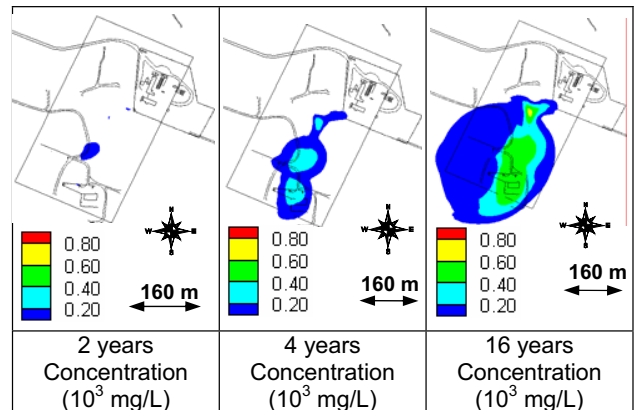 N
W E
S
0.80
0.60
0.40
0.20
160 m
2 years
Concentration
(10³ mg/L)
N
W E
S
0.80
0.60
0.40
0.20
160 m
4 years
Concentration
(10³ mg/L)
N
W E
S
0.80
0.60
0.40
0.20
160 m
16 years
Concentration
(10³ mg/L)